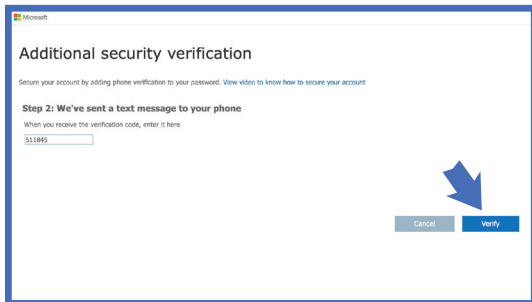 Microsoft
Additional security verification
Secure your account by adding phone verification to your password. View video to know how to secure your account
Step 2: We've sent a text message to your phone
When you receive the verification code, enter it here
511845
Cancel
Verify